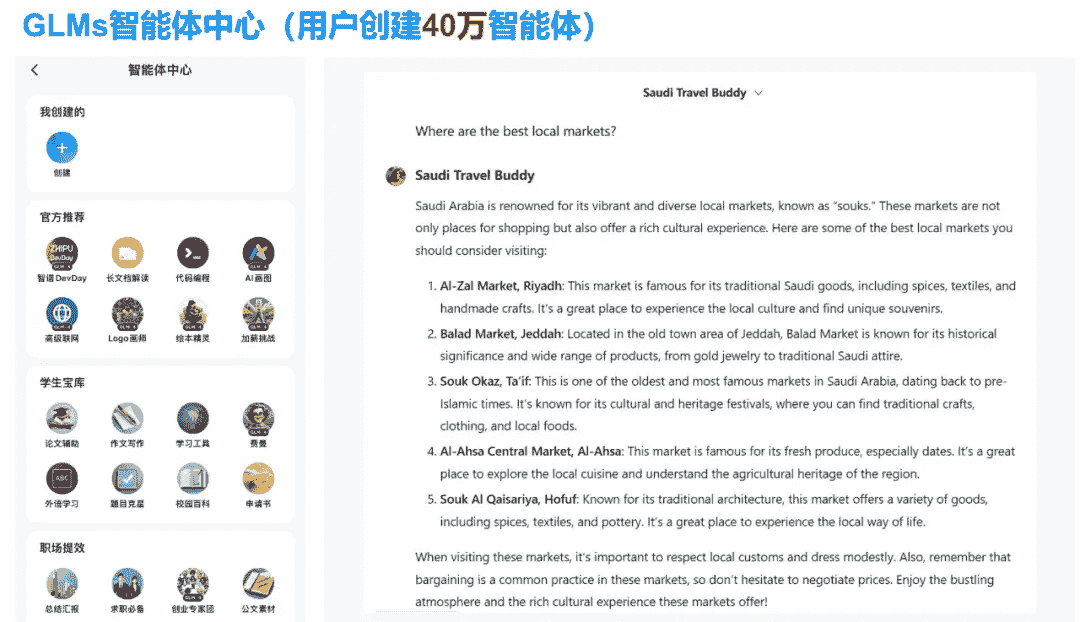 GLMs智能体中心（用户创建40万智能体）
智能体中心
我创建的
创建
官方推荐
ZHIPU
DevDay
GLM-4
智谱DevDay 长文档解读 代码编程 AI画图
高级联网 Logo画师 绘本精灵 加薪挑战
学生宝库
论文辅助 作文写作 学习工具 费曼
ABC
外语学习 题目克星 校园百科 申请书
职场提效
总结汇报 求职必备 创业专家团 公文素材
Saudi Travel Buddy
Where are the best local markets?
Saudi Travel Buddy
Saudi Arabia is renowned for its vibrant and diverse local markets, known as "souks." These markets are not
only places for shopping but also offer a rich cultural experience. Here are some of the best local markets you
should consider visiting:
1. Al-Zal Market, Riyadh: This market is famous for its traditional Saudi goods, including spices, textiles, and
handmade crafts. It's a great place to experience the local culture and find unique souvenirs.
2. Balad Market, Jeddah: Located in the old town area of Jeddah, Balad Market is known for its historical
significance and wide range of products, from gold jewelry to traditional Saudi attire.
3. Souk Okaz, Ta'if: This is one of the oldest and most famous markets in Saudi Arabia, dating back to pre-
Islamic times. It's known for its cultural and heritage festivals, where you can find traditional crafts,
clothing, and local foods.
4. Al-Ahsa Central Market, Al-Ahsa: This market is famous for its fresh produce, especially dates. It's a great
place to explore the local cuisine and understand the agricultural heritage of the region.
5. Souk Al Qaisariya, Hofuf: Known for its traditional architecture, this market offers a variety of goods,
including spices, textiles, and pottery. It's a great place to experience the local way of life.
When visiting these markets, it's important to respect local customs and dress modestly. Also, remember that
bargaining is a common practice in these markets, so don't hesitate to negotiate prices. Enjoy the bustling
atmosphere and the rich cultural experience these markets offer!